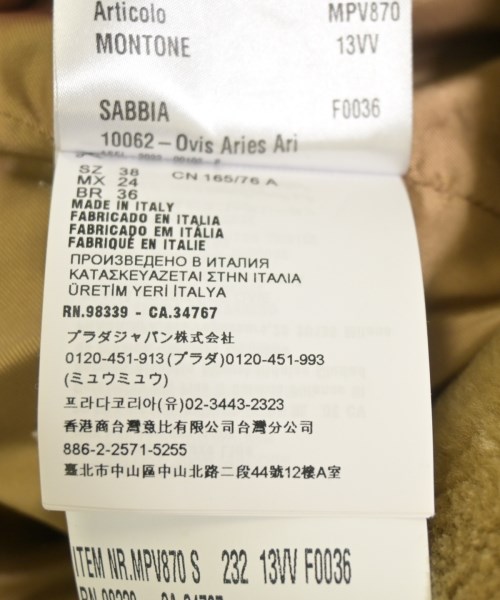 Articolo MPV870
MONTONE 13VV
SABBIA F0036
10062-Ovis Aries Ari
SZ 38 CN 165/76 A
MX 24
BR 36
MADE IN ITALY
FABRICADO EN ITALIA
FABRICADO EM ITÁLIA
FABRIQUÉ EN ITALIE
ПРОИЗВЕДЕНО В ИТАЛИЯ
ΚΑΤΑΣΚΕΥΑΖΕΤΑΙ ΣΤΗΝ ΙΤΑΛΙΑ
ÜRETİM YERİ İTALYA
RN.98339 - CA.34767
プラダジャパン株式会社
0120-451-913(プラダ)0120-451-993
(ミュウミュウ)
프라다코리아(유)02-3443-2323
香港商台灣意比有限公司台灣分公司
886-2-2571-5255
臺北市中山區中山北路二段44號12樓A室
ITEM NR.MPV870 S 232 13VV F0036
RN.98339 CA.34767